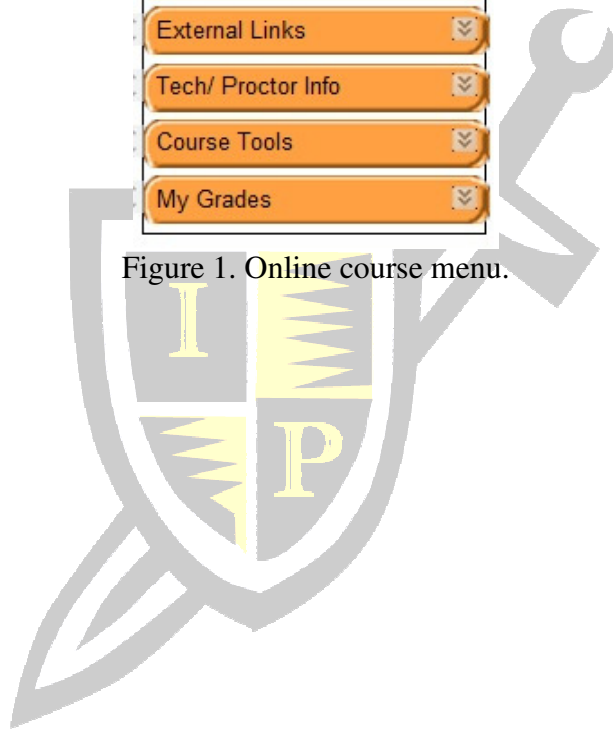 External Links
Tech/ Proctor Info
Course Tools
My Grades
Figure 1. Online course menu.
I
P